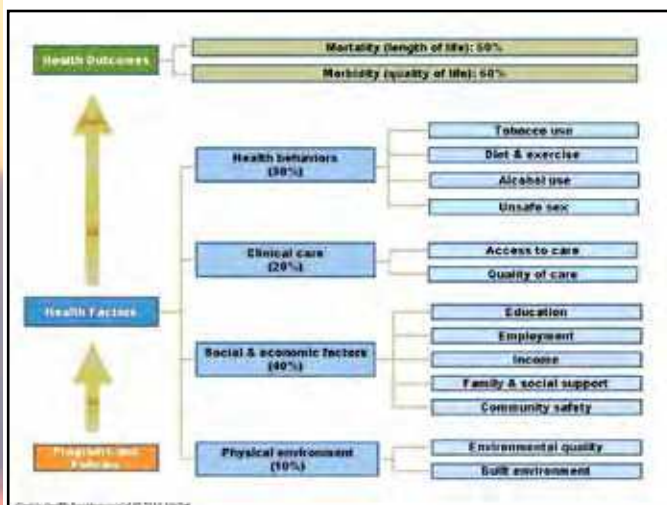 Health Outcomes
Mortality (length of life): 50%
Morbidity (quality of life): 50%
Health behaviors
(30%)
Tobacco use
Diet & exercise
Alcohol use
Unsafe sex
Clinical care
(20%)
Access to care
Quality of care
Health Factors
Social & economic factors
(40%)
Education
Employment
Income
Family & social support
Community safety
Programs and
Policies
Physical environment
(10%)
Environmental quality
Built environment